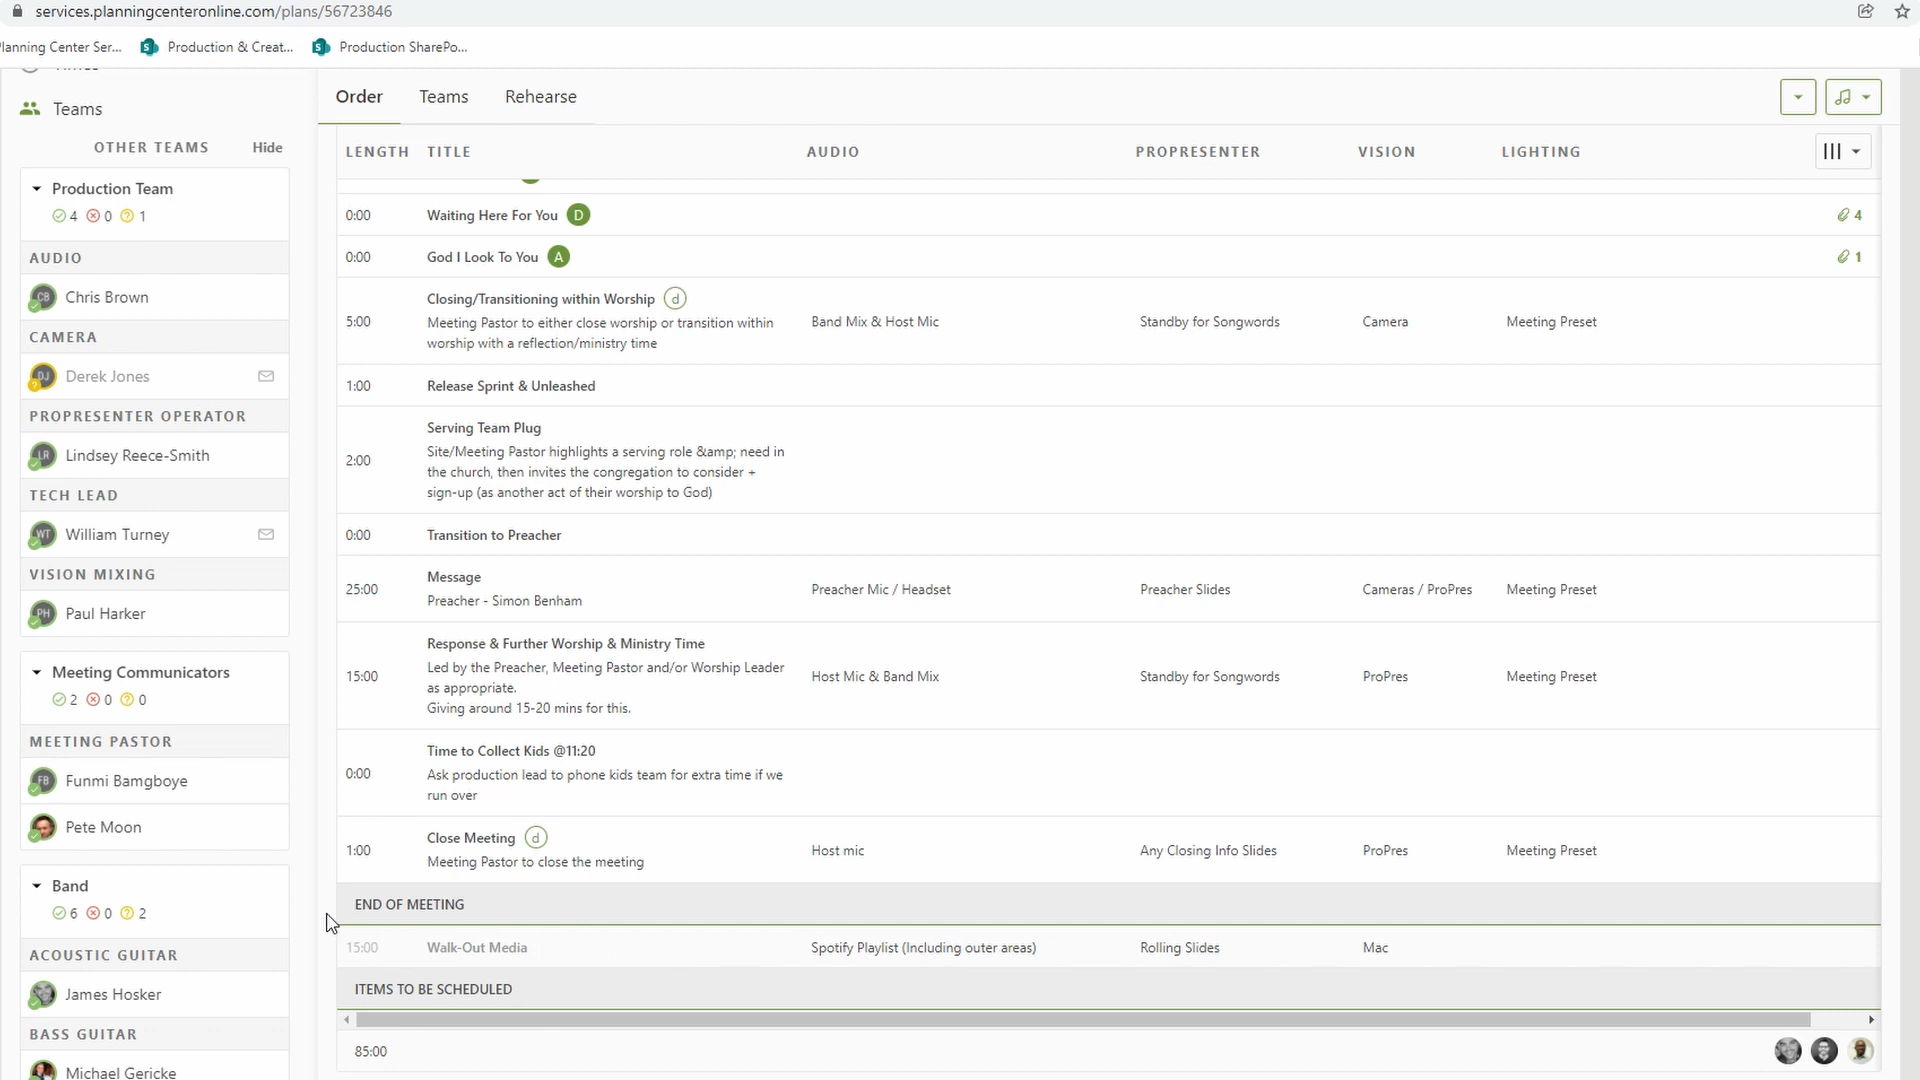 services.planningcenteronline.com/plans/56723846
lanning Center Ser...
Production & Creat...
Production SharePo...
Teams
OTHER TEAMS Hide
Production Team
4 0 1
AUDIO
CB Chris Brown
CAMERA
DJ Derek Jones
PROPRESENTER OPERATOR
LR Lindsey Reece-Smith
TECH LEAD
WT William Turney
VISION MIXING
PH Paul Harker
Meeting Communicators
2 0 0
MEETING PASTOR
FB Funmi Bamgboye
Pete Moon
Band
6 0 2
ACOUSTIC GUITAR
James Hosker
BASS GUITAR
Michael Gericke
Order Teams Rehearse
LENGTH TITLE AUDIO PROPRESENTER VISION LIGHTING
0:00 Waiting Here For You D 4
0:00 God I Look To You A 1
Closing/Transitioning within Worship d
5:00 Meeting Pastor to either close worship or transition within Band Mix & Host Mic Standby for Songwords Camera Meeting Preset
worship with a reflection/ministry time
1:00 Release Sprint & Unleashed
Serving Team Plug
2:00 Site/Meeting Pastor highlights a serving role &amp; need in
the church, then invites the congregation to consider +
sign-up (as another act of their worship to God)
0:00 Transition to Preacher
Message
25:00 Preacher - Simon Benham Preacher Mic / Headset Preacher Slides Cameras / ProPres Meeting Preset
Response & Further Worship & Ministry Time
Led by the Preacher, Meeting Pastor and/or Worship Leader
15:00 as appropriate. Host Mic & Band Mix Standby for Songwords ProPres Meeting Preset
Giving around 15-20 mins for this.
Time to Collect Kids @11:20
0:00 Ask production lead to phone kids team for extra time if we
run over
Close Meeting d
1:00 Meeting Pastor to close the meeting Host mic Any Closing Info Slides ProPres Meeting Preset
END OF MEETING
15:00 Walk-Out Media Spotify Playlist (Including outer areas) Rolling Slides Mac
ITEMS TO BE SCHEDULED
85:00